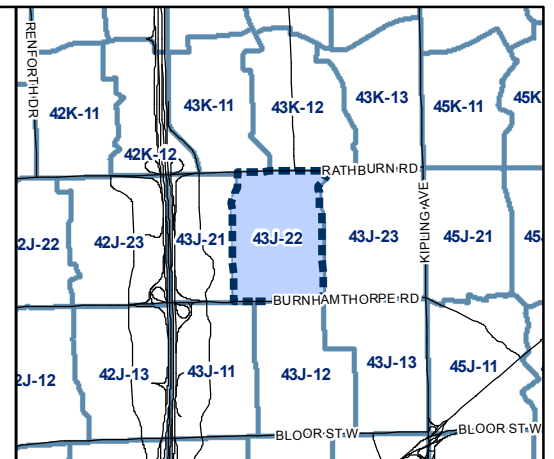 RENFORTH DR
42K-11
43K-11
43K-12
43K-13
45K-11
45K
42K-12
RATHBURN RD
KIPLING AVE
2J-22
42J-23
43J-21
43J-22
43J-23
45J-21
45J-
BURNHAMTHORPE RD
2J-12
42J-13
43J-11
43J-12
43J-13
45J-11
BLOOR ST W
BLOOR ST W